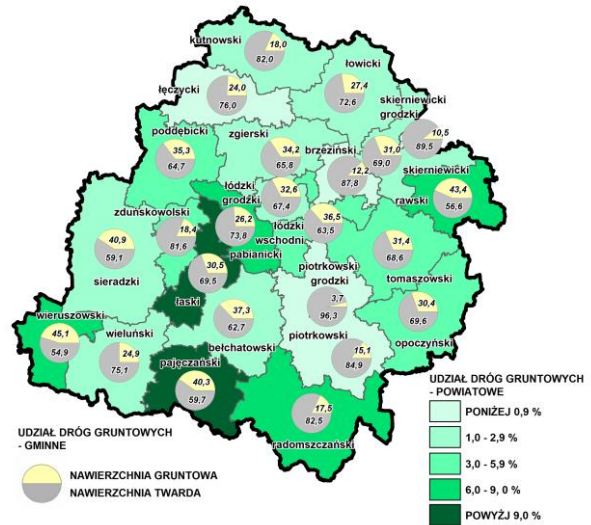 kutnowski
18,0
82,0
łowicki
27,4
72,6
łęczycki
24,0
76,0
skierniewicki
grodzki
10,5
89,5
poddębicki
35,3
64,7
zgierski
34,2
65,8
brzeziński
12,2
87,8
31,0
69,0
skierniewicki
łódzki
grodzki
32,6
67,4
rawski
43,4
56,6
zduńskowolski
18,4
81,6
26,2
73,8
łódzki
wschodni
36,5
63,5
pabianicki
40,9
59,1
sieradzki
30,5
69,5
łaski
piotrkowski
grodzki
3,7
96,3
31,4
68,6
tomaszowski
wieruszowski
45,1
54,9
wieluński
24,9
75,1
37,3
62,7
bełchatowski
piotrkowski
15,1
84,9
30,4
69,6
opoczyński
pajęczański
40,3
59,7
17,5
82,5
radomszczański
UDZIAŁ DRÓG GRUNTOWYCH
- GMINNE
NAWIERZCHNIA GRUNTOWA
NAWIERZCHNIA TWARDA
UDZIAŁ DRÓG GRUNTOWYCH
- POWIATOWE
PONIŻEJ 0,9 %
1,0 - 2,9 %
3,0 - 5,9 %
6,0 - 9, 0 %
POWYŻJ 9,0 %